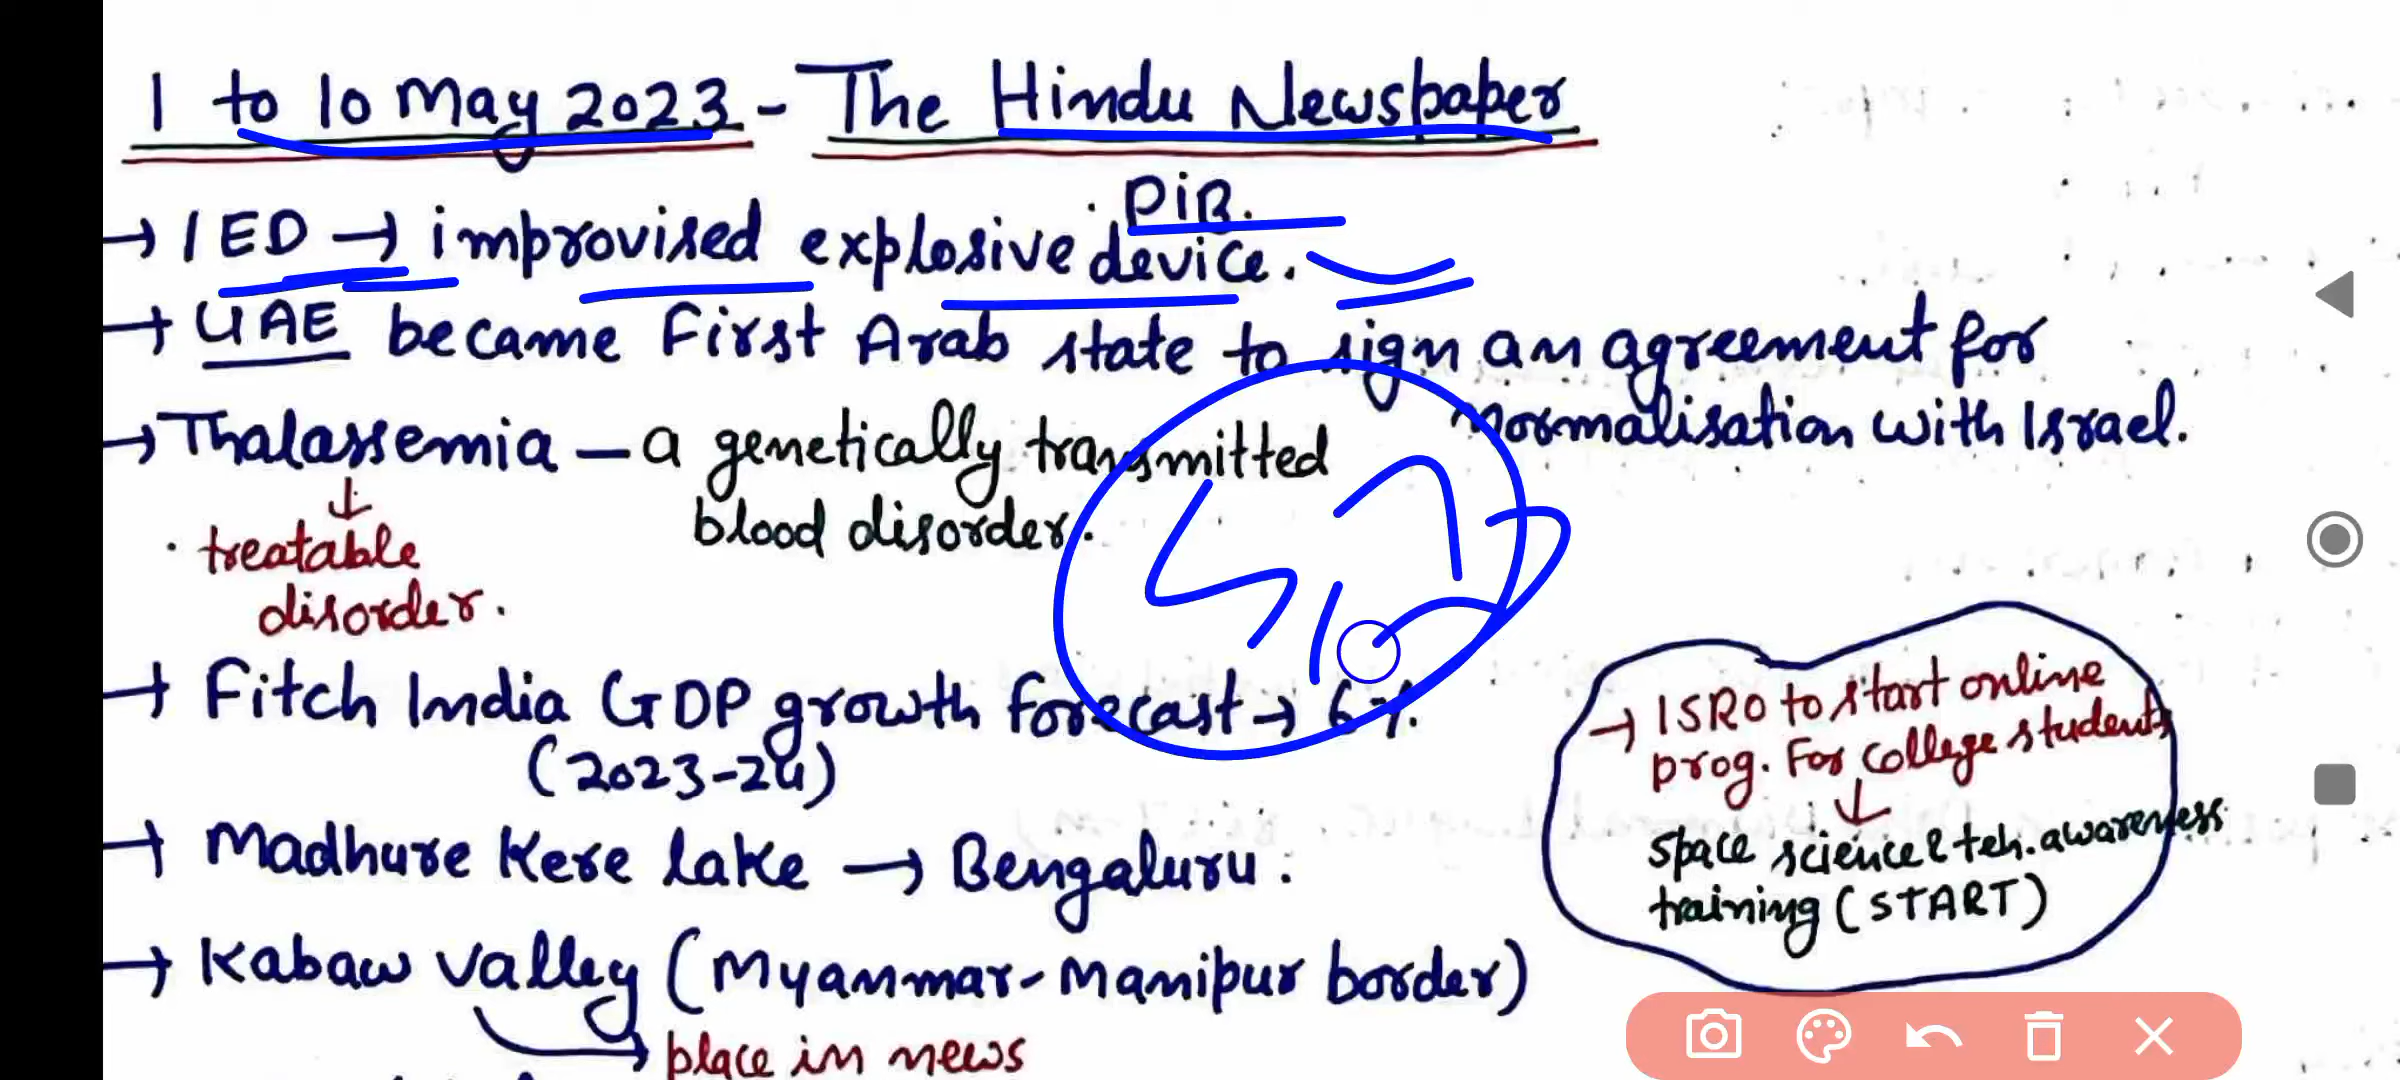 1 to 10 May 2023 - The Hindu Newspaper
PiB.
→ IED → improvised explosive device.
→ UAE became First Arab state to sign an agreement for
normalisation with Israel.
→ Thalassemia – a genetically transmitted
blood disorder.
↓
· treatable
disorder.
→ Fitch India GDP growth forecast → 6%.
(2023-24)
→ Madhure Kere lake → Bengaluru.
→ Kabaw valley (Myanmar-Manipur border)
place in news
→ ISRO to start online
prog. For college students
↓
space science & teh. awareness
training (START)